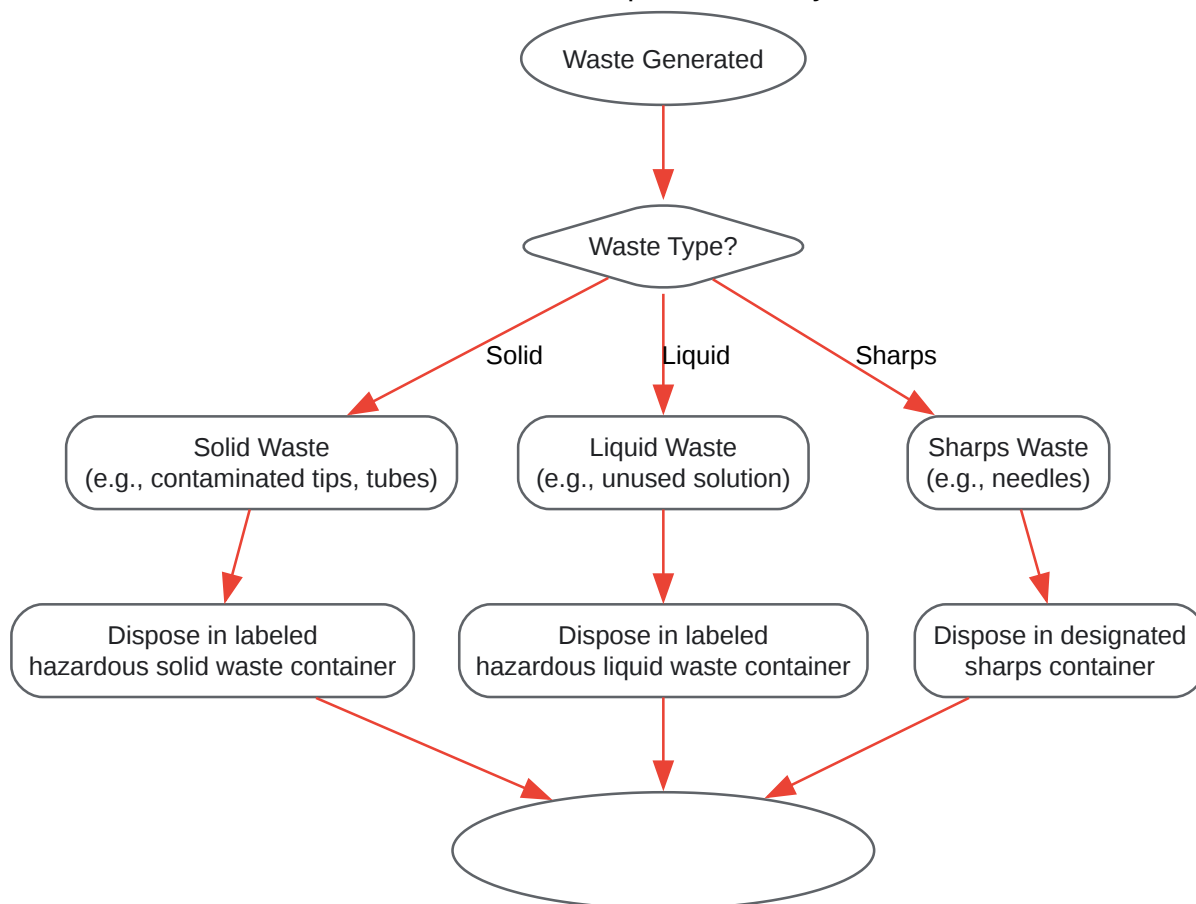 Waste Generated
Waste Type?
Solid
Liquid
Sharps
Solid Waste
(e.g., contaminated tips, tubes)
Liquid Waste
(e.g., unused solution)
Sharps Waste
(e.g., needles)
Dispose in labeled
hazardous solid waste container
Dispose in labeled
hazardous liquid waste container
Dispose in designated
sharps container